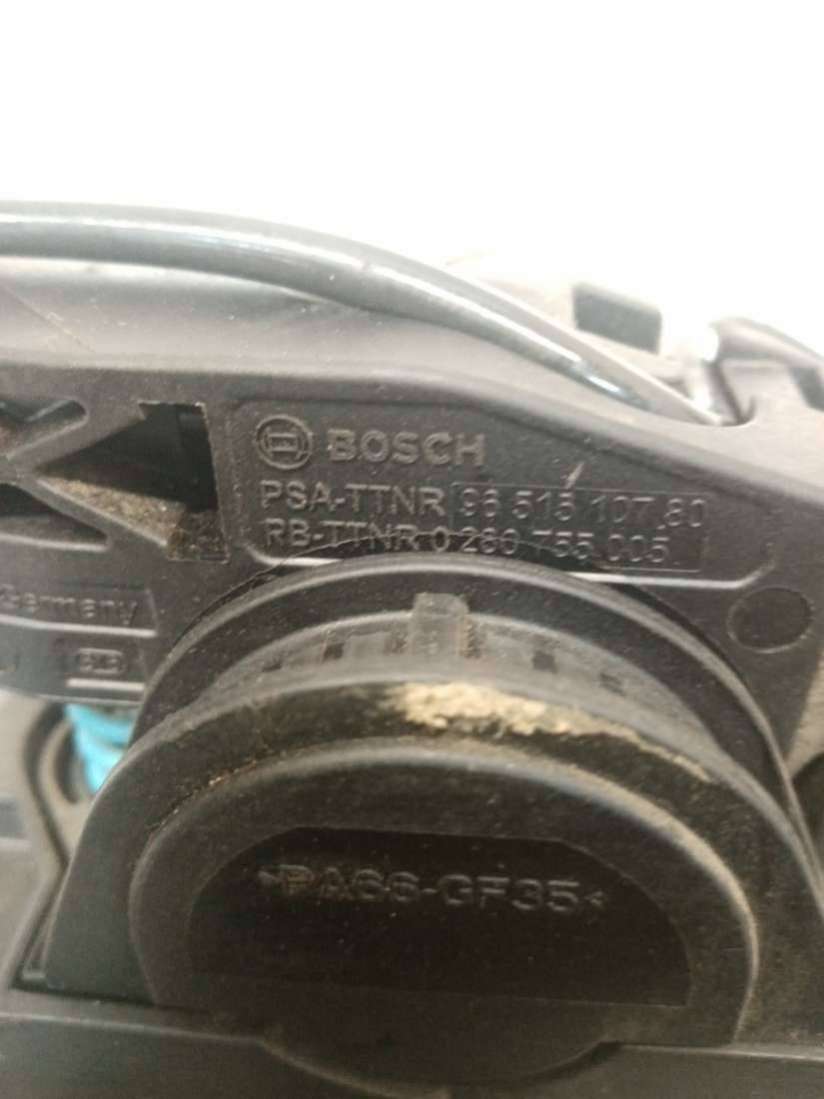 BOSCH
PSA-TTNR 96 515 107 80
RB-TTNR 0 280 755 005
Germany
>PA66-GF35<